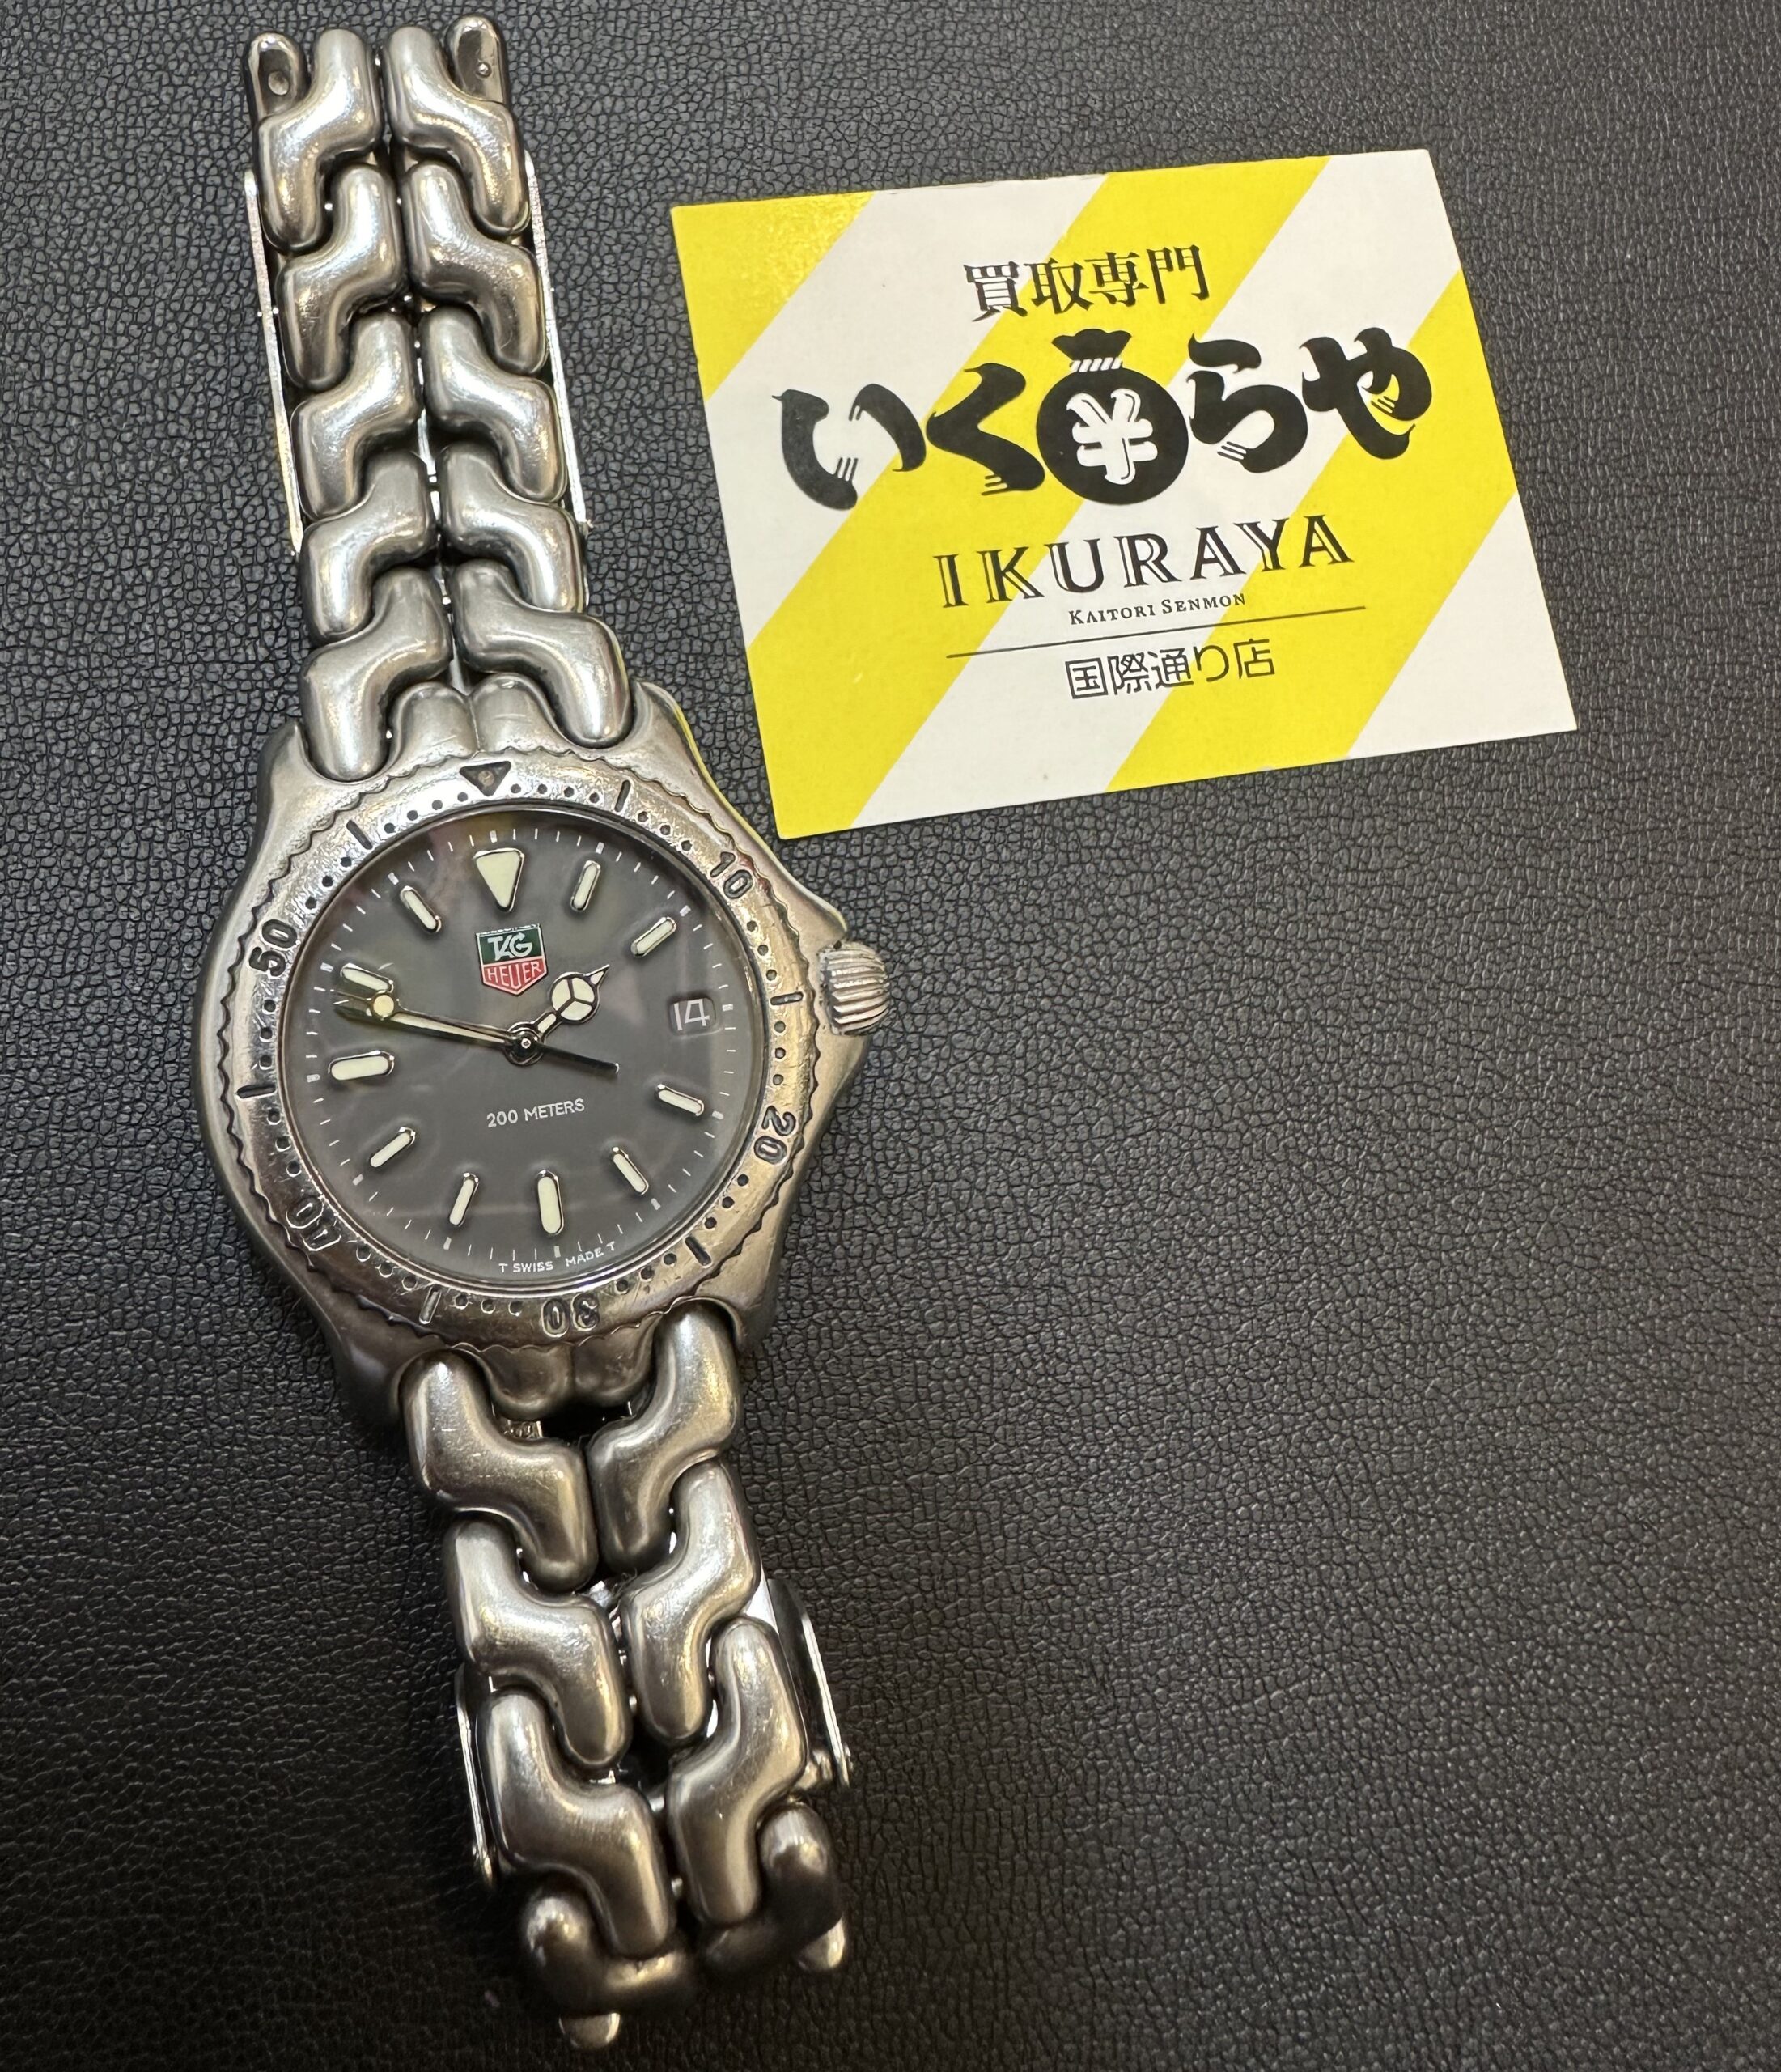 買取専門
いくらや
¥
IKURAYA
KAITORI SENMON
国際通り店
10
20
30
40
50
TAG
HEUER
14
200 METERS
T SWISS MADE T